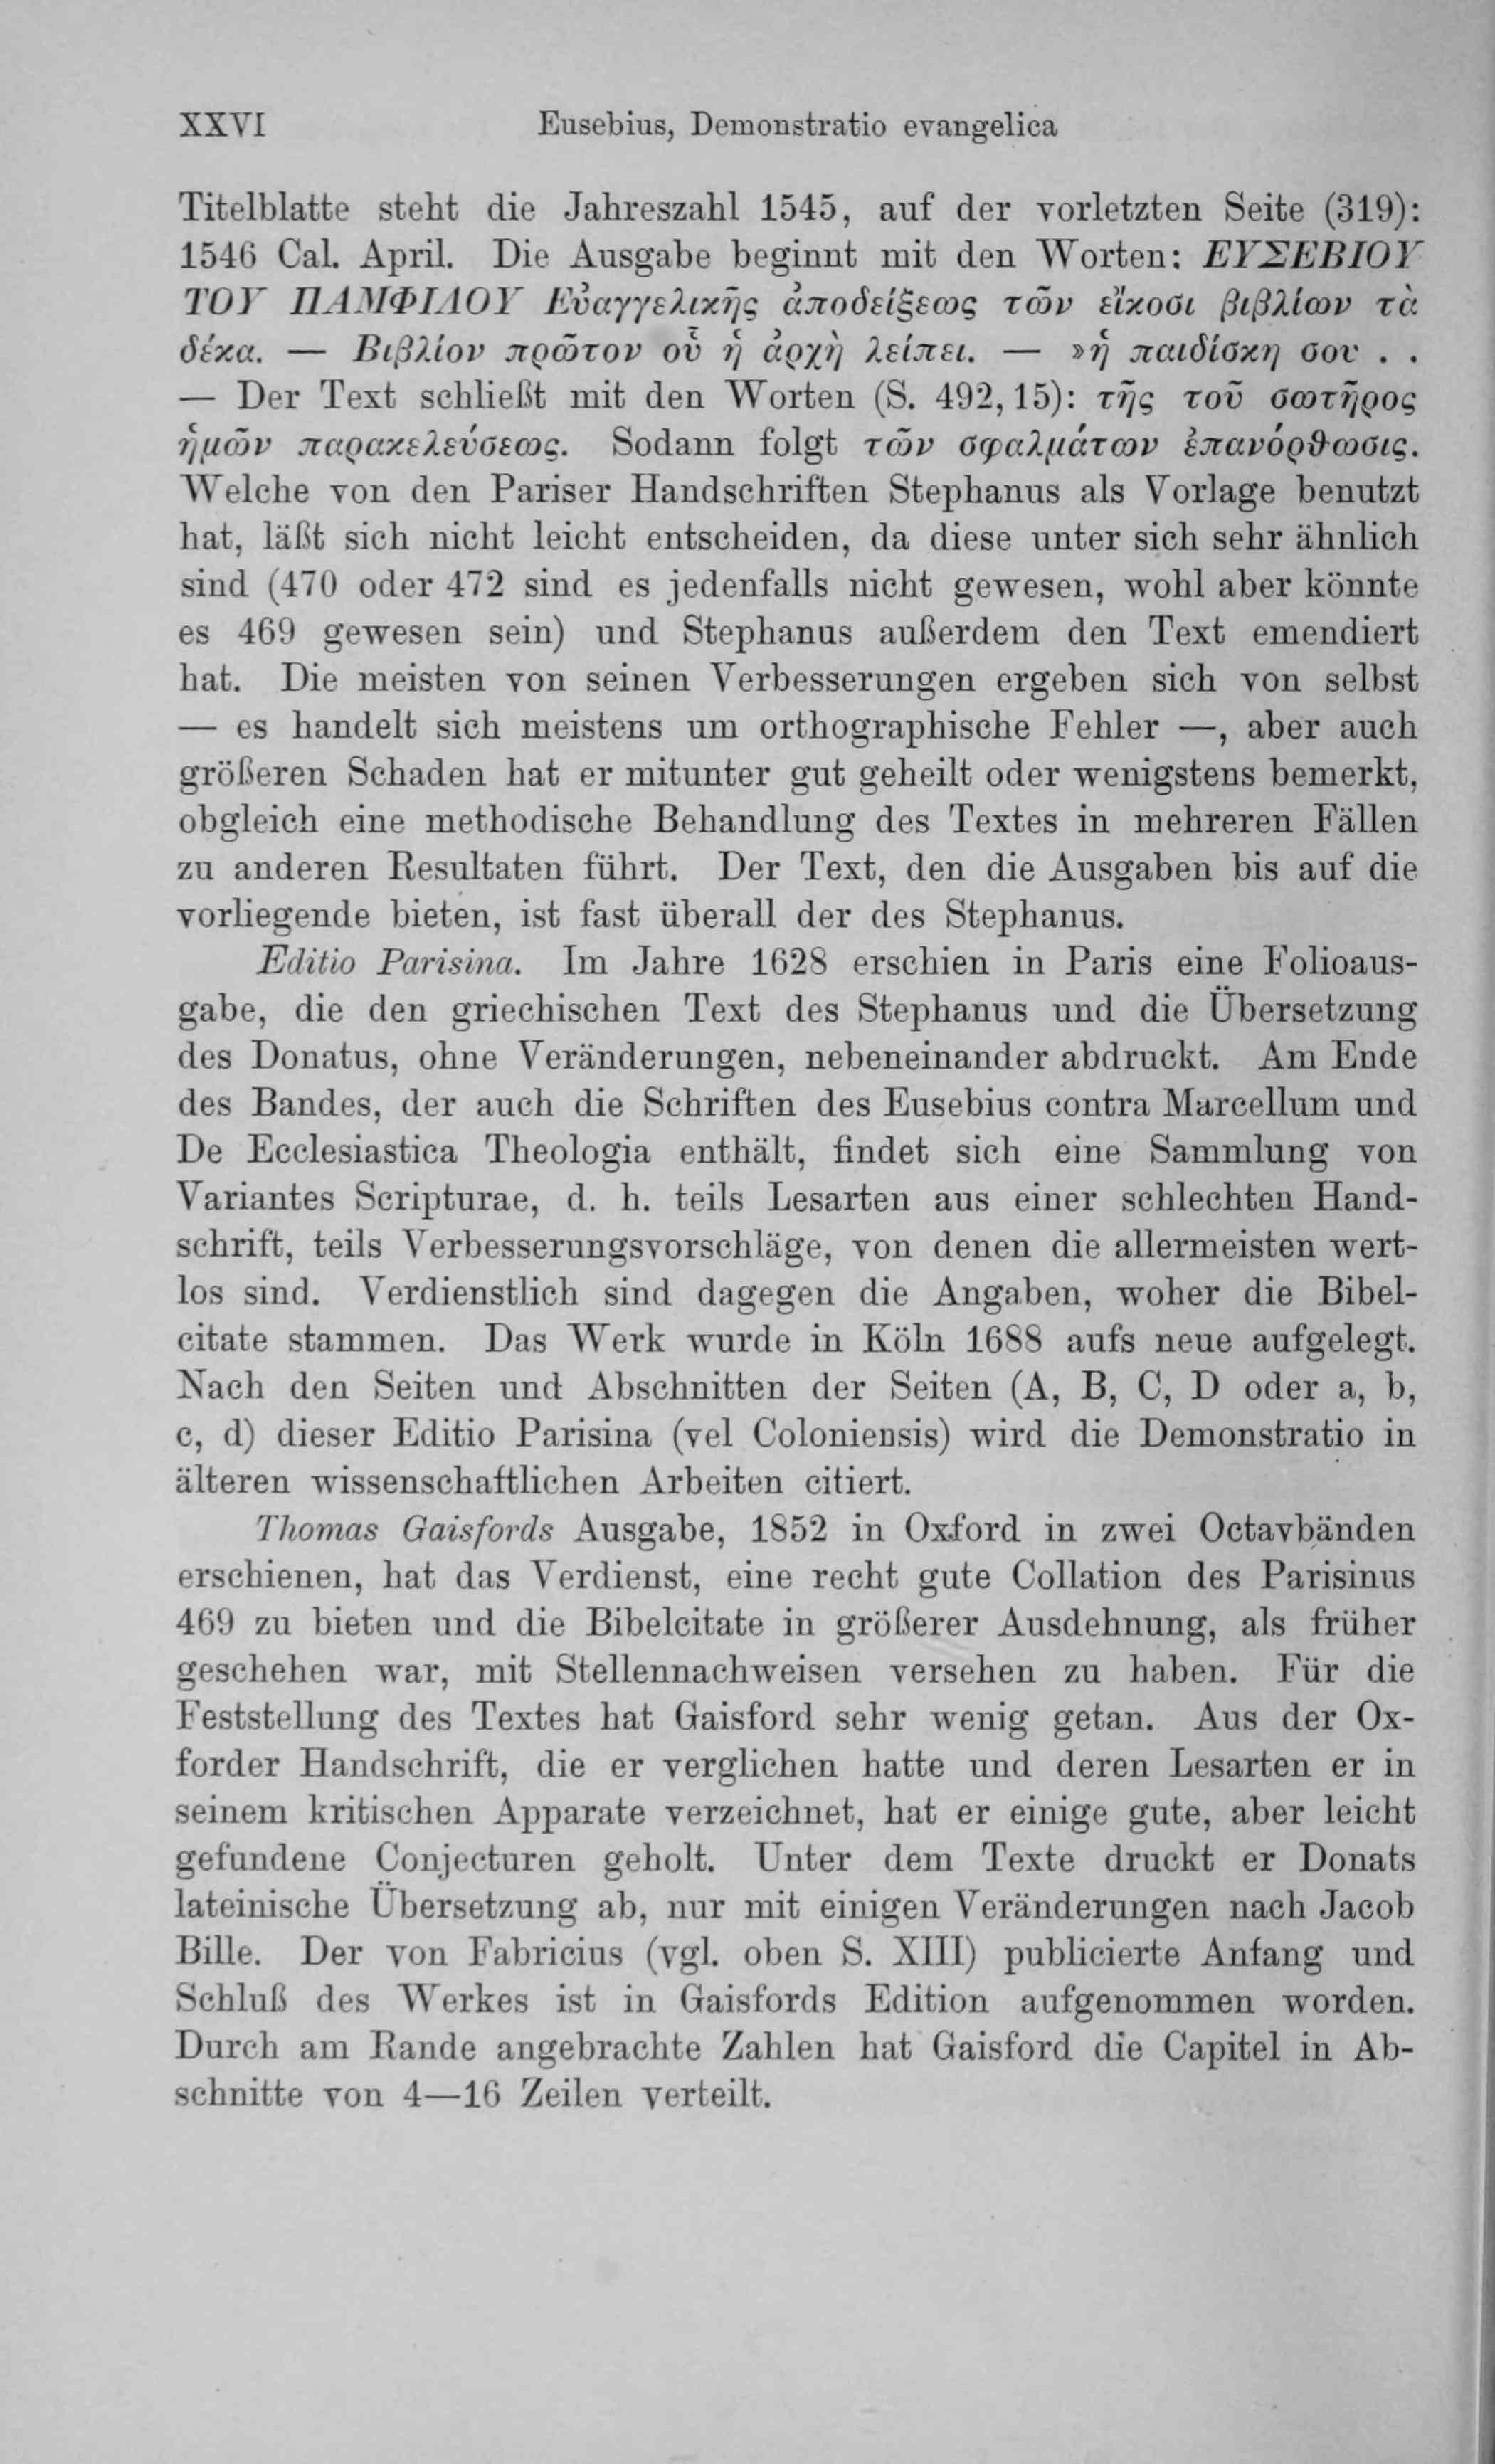 XXVI Eusebius, Demonstratio evangelica
Titelblatte steht die Jahreszahl 1545, auf der vorletzten Seite (319):
1546 Cal. April. Die Ausgabe beginnt mit den Worten: ΕΥΣΕΒΙΟΥ
ΤΟΥ ΠΑΜΦΙΛΟΥ Εὐαγγελικῆς ἀποδείξεως τῶν εἴκοσι βιβλίων τὰ
δέκα. — Βιβλίον πρῶτον οὗ ἡ ἀρχὴ λείπει. — »ἡ παιδίσκη σου . .
— Der Text schließt mit den Worten (S. 492, 15): τῆς τοῦ σωτῆρος
ἡμῶν παρακελεύσεως. Sodann folgt τῶν σφαλμάτων ἐπανόρθωσις.
Welche von den Pariser Handschriften Stephanus als Vorlage benutzt
hat, läßt sich nicht leicht entscheiden, da diese unter sich sehr ähnlich
sind (470 oder 472 sind es jedenfalls nicht gewesen, wohl aber könnte
es 469 gewesen sein) und Stephanus außerdem den Text emendiert
hat. Die meisten von seinen Verbesserungen ergeben sich von selbst
— es handelt sich meistens um orthographische Fehler —, aber auch
größeren Schaden hat er mitunter gut geheilt oder wenigstens bemerkt,
obgleich eine methodische Behandlung des Textes in mehreren Fällen
zu anderen Resultaten führt. Der Text, den die Ausgaben bis auf die
vorliegende bieten, ist fast überall der des Stephanus.
Editio Parisina. Im Jahre 1628 erschien in Paris eine Folioaus-
gabe, die den griechischen Text des Stephanus und die Übersetzung
des Donatus, ohne Veränderungen, nebeneinander abdruckt. Am Ende
des Bandes, der auch die Schriften des Eusebius contra Marcellum und
De Ecclesiastica Theologia enthält, findet sich eine Sammlung von
Variantes Scripturae, d. h. teils Lesarten aus einer schlechten Hand-
schrift, teils Verbesserungsvorschläge, von denen die allermeisten wert-
los sind. Verdienstlich sind dagegen die Angaben, woher die Bibel-
citate stammen. Das Werk wurde in Köln 1688 aufs neue aufgelegt.
Nach den Seiten und Abschnitten der Seiten (A, B, C, D oder a, b,
c, d) dieser Editio Parisina (vel Coloniensis) wird die Demonstratio in
älteren wissenschaftlichen Arbeiten citiert.
Thomas Gaisfords Ausgabe, 1852 in Oxford in zwei Octavbänden
erschienen, hat das Verdienst, eine recht gute Collation des Parisinus
469 zu bieten und die Bibelcitate in größerer Ausdehnung, als früher
geschehen war, mit Stellennachweisen versehen zu haben. Für die
Feststellung des Textes hat Gaisford sehr wenig getan. Aus der Ox-
forder Handschrift, die er verglichen hatte und deren Lesarten er in
seinem kritischen Apparate verzeichnet, hat er einige gute, aber leicht
gefundene Conjecturen geholt. Unter dem Texte druckt er Donats
lateinische Übersetzung ab, nur mit einigen Veränderungen nach Jacob
Bille. Der von Fabricius (vgl. oben S. XIII) publicierte Anfang und
Schluß des Werkes ist in Gaisfords Edition aufgenommen worden.
Durch am Rande angebrachte Zahlen hat Gaisford die Capitel in Ab-
schnitte von 4—16 Zeilen verteilt.